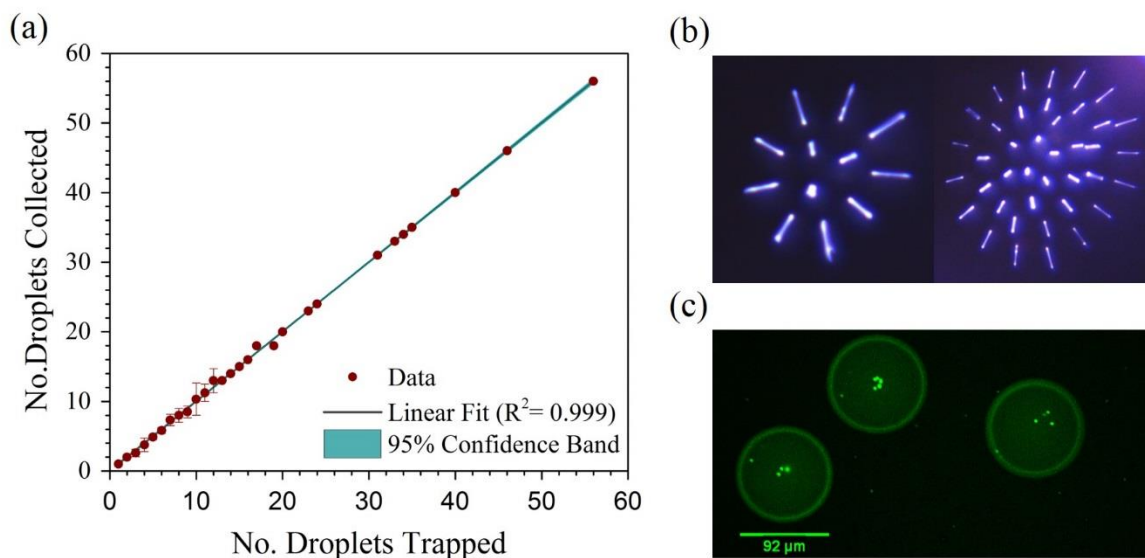 (a)
60
50
40
30
20
10
0
No.Droplets Collected
Data
Linear Fit (R²= 0.999)
95% Confidence Band
0 10 20 30 40 50 60
No. Droplets Trapped
(b)
(c)
92 µm